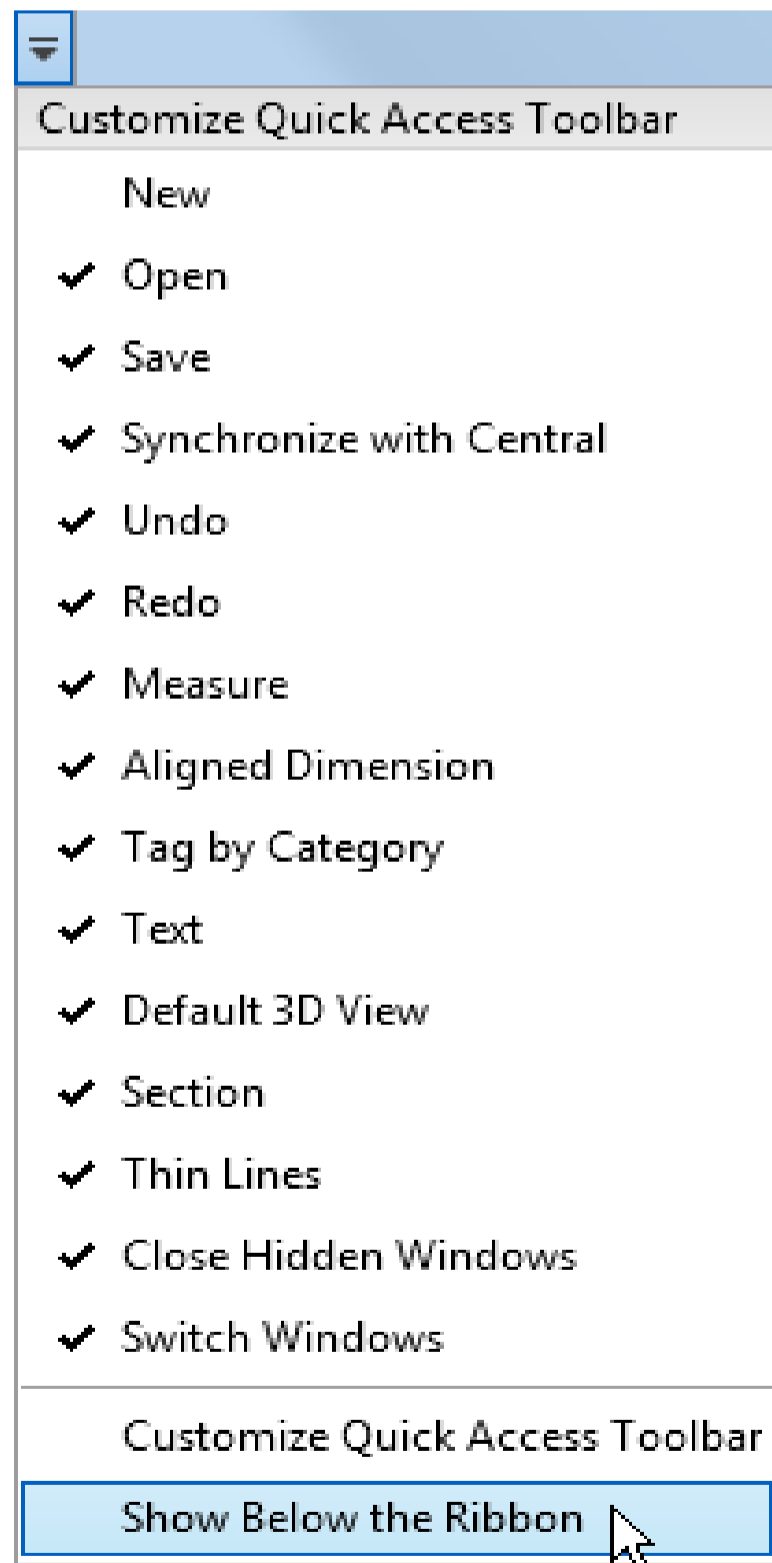 Customize Quick Access Toolbar
New
Open
Save
Synchronize with Central
Undo
Redo
Measure
Aligned Dimension
Tag by Category
Text
Default 3D View
Section
Thin Lines
Close Hidden Windows
Switch Windows
Customize Quick Access Toolbar
Show Below the Ribbon